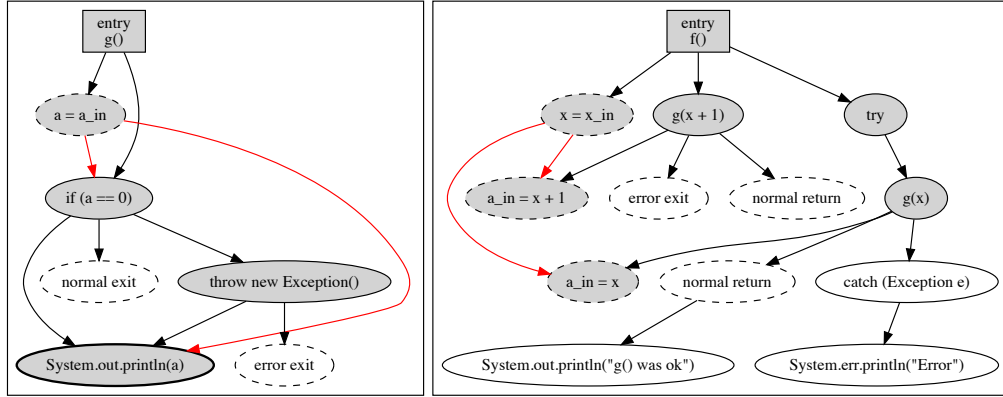 entry
g()
a = a_in
if (a == 0)
normal exit
throw new Exception()
System.out.println(a)
error exit
entry
f()
x = x_in
g(x + 1)
try
a_in = x + 1
error exit
normal return
g(x)
a_in = x
normal return
catch (Exception e)
System.out.println("g() was ok")
System.err.println("Error")